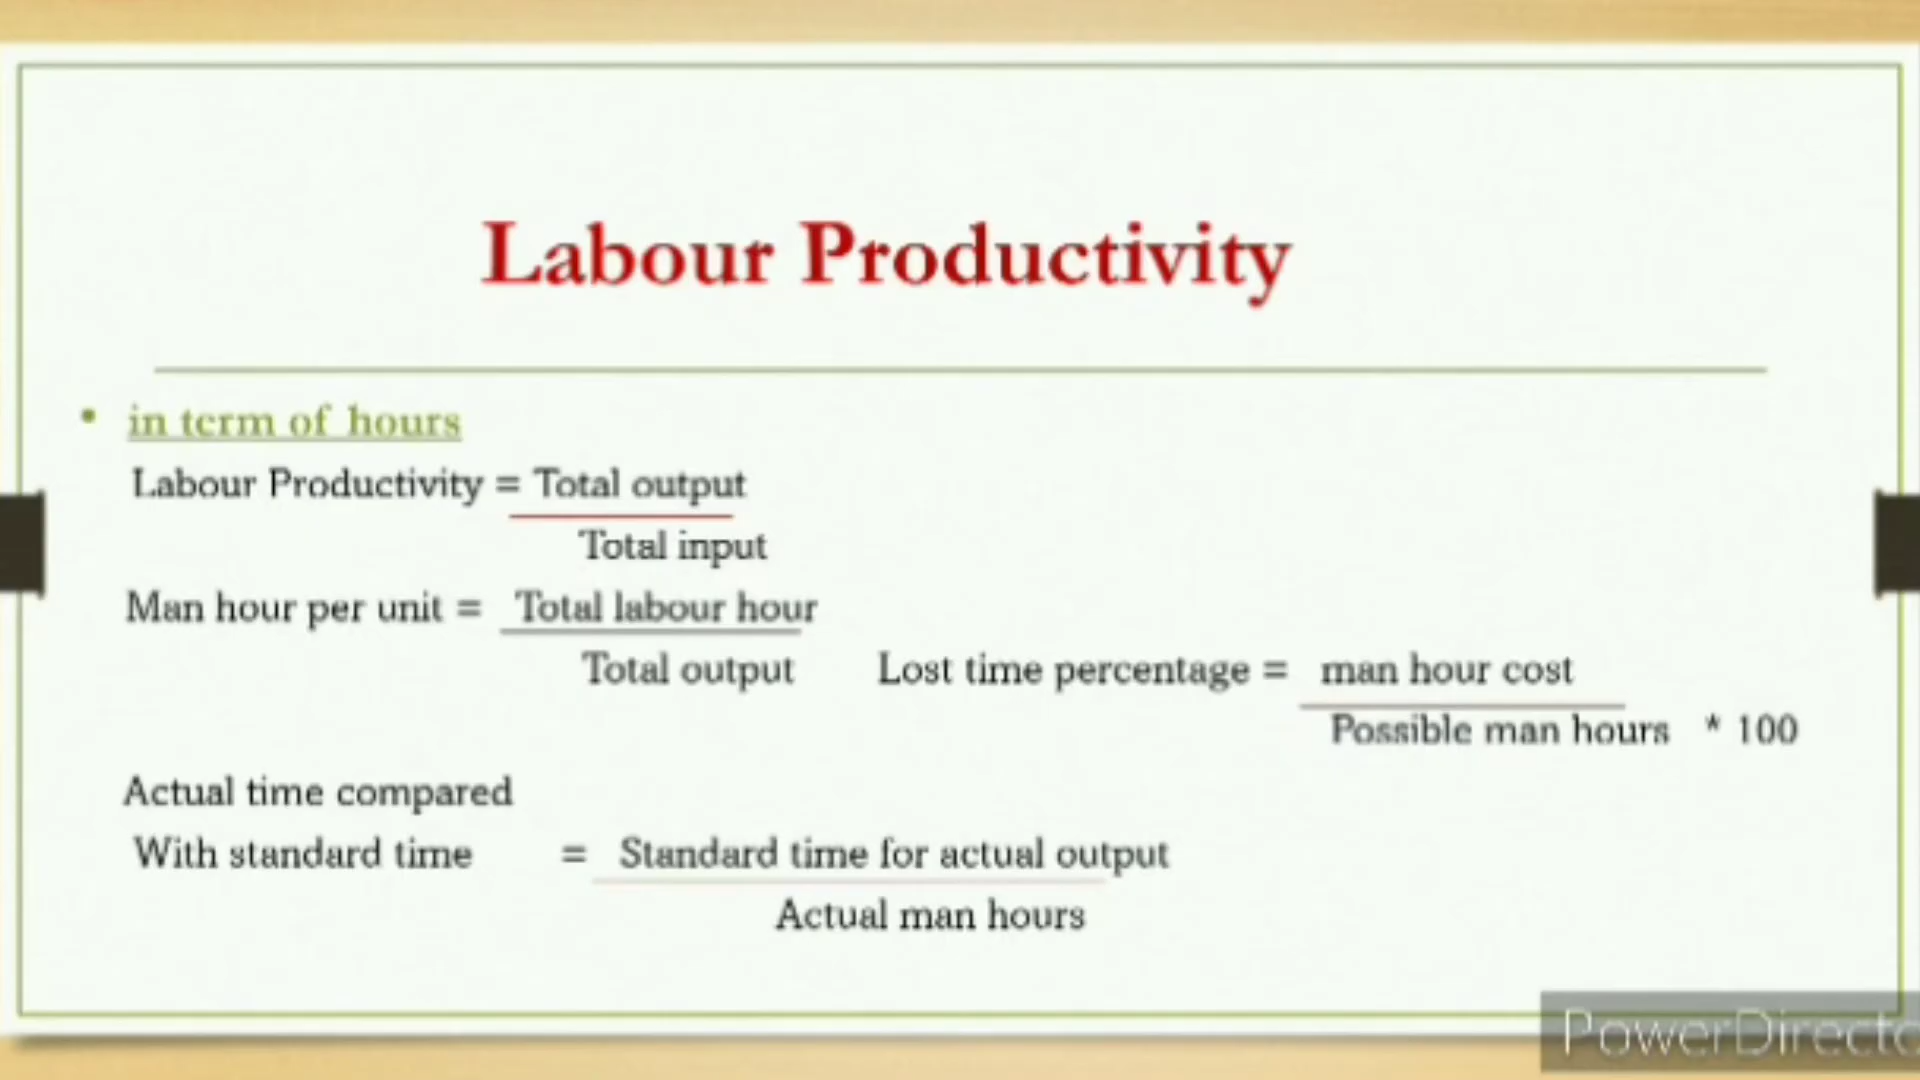 Labour Productivity
• in term of hours
Labour Productivity = Total output
Total input
Man hour per unit = Total labour hour
Total output Lost time percentage = man hour cost
Possible man hours * 100
Actual time compared
With standard time = Standard time for actual output
Actual man hours
PowerDirecto